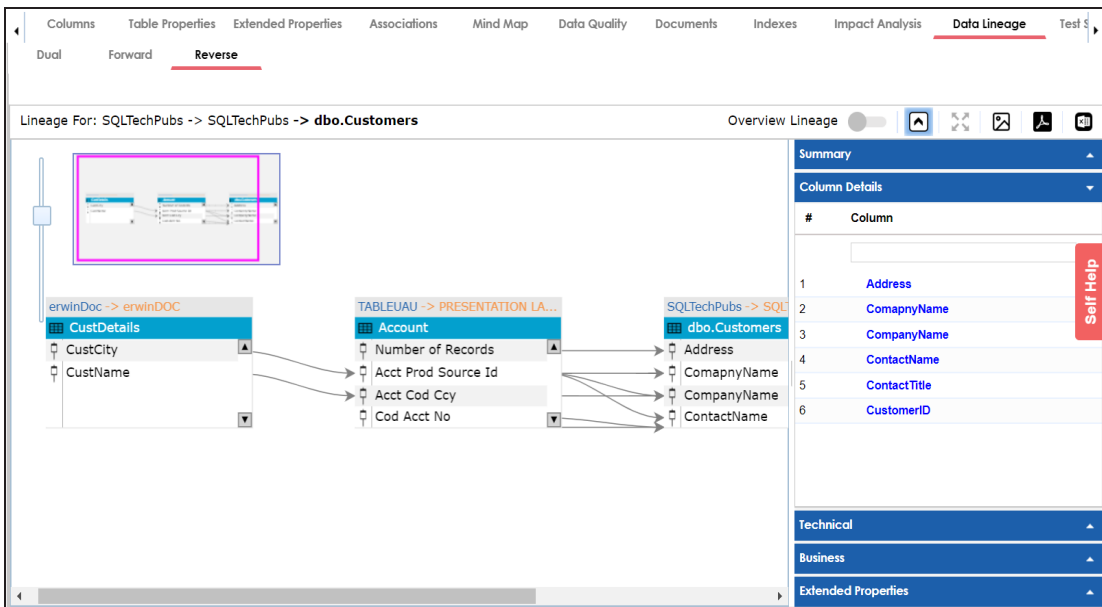 Columns Table Properties Extended Properties Associations Mind Map Data Quality Documents Indexes Impact Analysis Data Lineage Test S
Dual Forward Reverse
Lineage For: SQLTechPubs -> SQLTechPubs -> dbo.Customers Overview Lineage
Summary
Column Details
# Column
1 Address
2 ComapnyName
3 CompanyName
4 ContactName
5 ContactTitle
6 CustomerID
Self Help
erwinDoc -> erwinDOC
CustDetails
CustCity
CustName
TABLEUAU -> PRESENTATION LA...
Account
Number of Records
Acct Prod Source Id
Acct Cod Ccy
Cod Acct No
SQLTechPubs -> SQL
dbo.Customers
Address
ComapnyName
CompanyName
ContactName
Technical
Business
Extended Properties